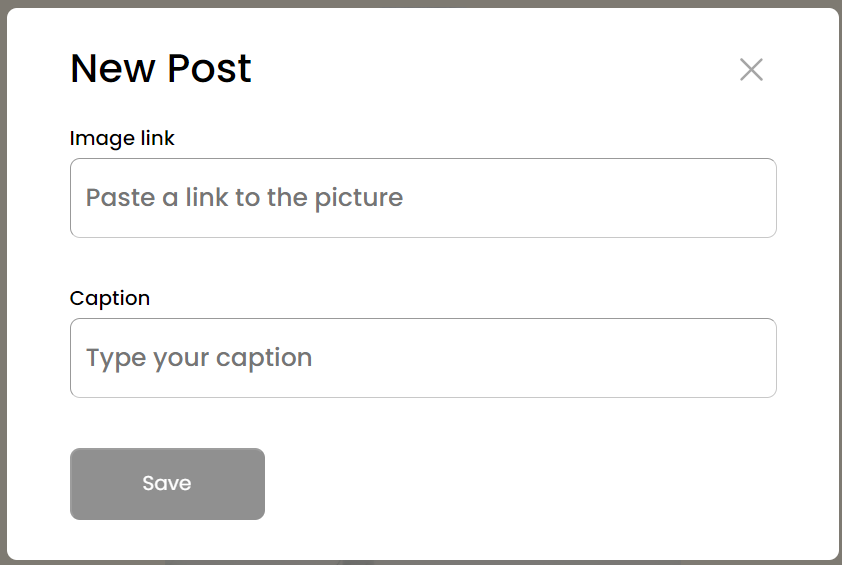 New Post
Image link
Paste a link to the picture
Caption
Type your caption
Save